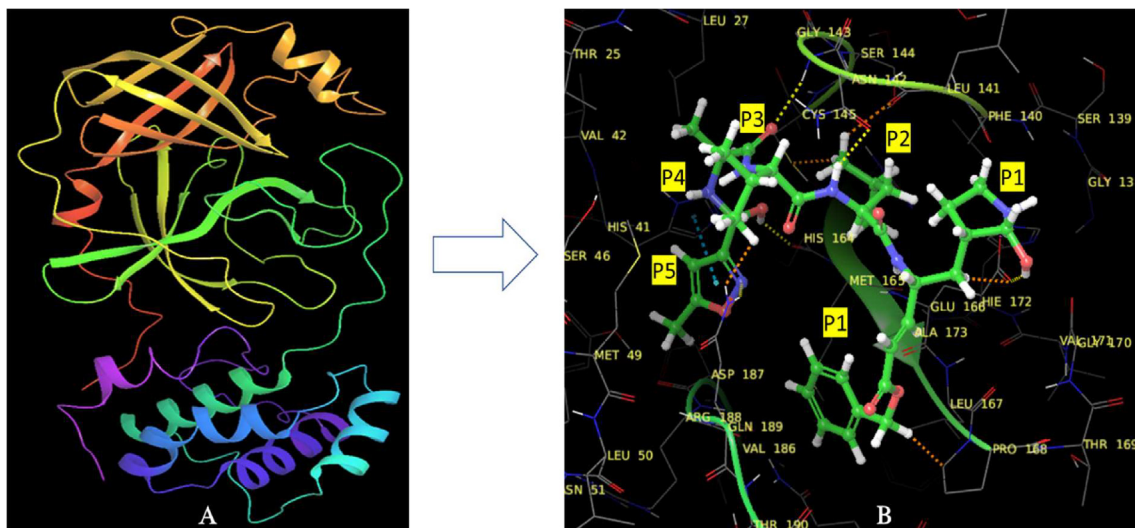 LEU 27
GLY 143
THR 25
SER 144
ASN 142
LEU 141
P3
CYS 145
PHE 140
SER 139
VAL 42
P2
P4
P1
GLY 13
HIS 41
HIS 164
SER 46
P5
MET 165
GLU 166
HIE 172
P1
ALA 173
VAL 171
GLY 170
MET 49
ASP 187
LEU 167
ARG 188
GLN 189
LEU 50
VAL 186
PRO 168
THR 169
ASN 51
A
B
THR 190